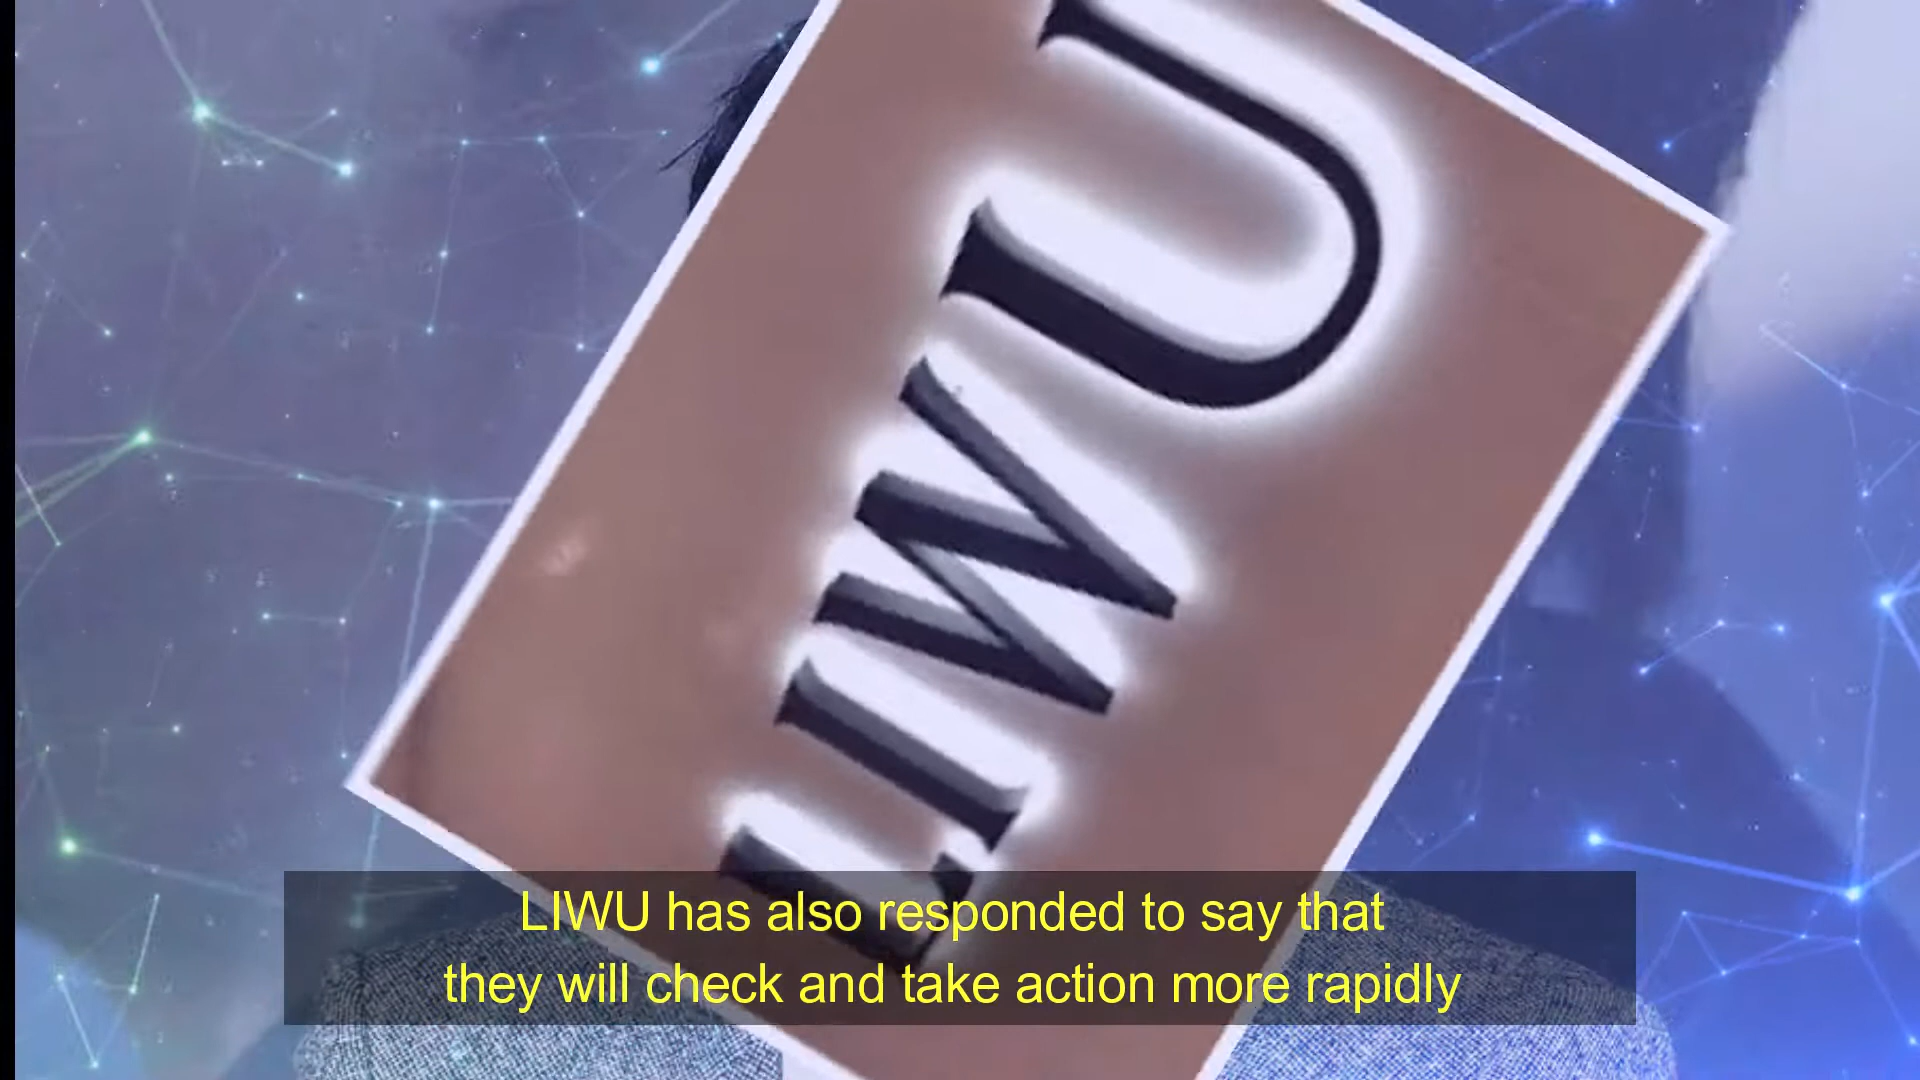 LIWU
LIWU has also responded to say that
they will check and take action more rapidly